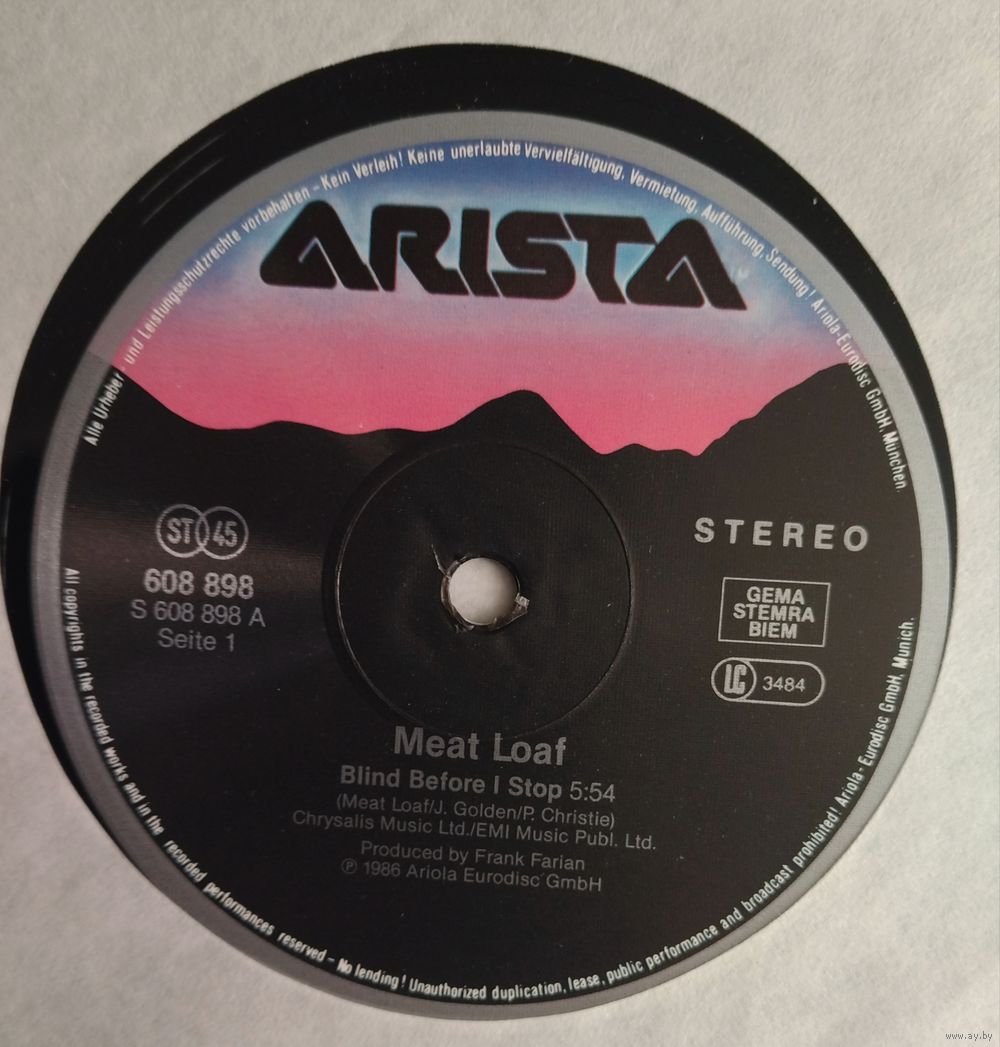 Alle Urheber- und Leistungsschutzrechte vorbehalten – Kein Verleih! Keine unerlaubte Vervielfältigung, Vermietung, Aufführung, Sendung! Ariola-Eurodisc GmbH, München.
ARISTA
ST 45
608 898
S 608 898 A
Seite 1
STEREO
GEMA
STEMRA
BIEM
LC 3484
Meat Loaf
Blind Before I Stop 5:54
(Meat Loaf/J. Golden/P. Christie)
Chrysalis Music Ltd./EMI Music Publ. Ltd.
Produced by Frank Farian
℗ 1986 Ariola Eurodisc GmbH
All copyrights in the recorded works and in the recorded performances reserved – No lending! Unauthorized duplication, lease, public performance and broadcast prohibited! Ariola-Eurodisc GmbH, Munich.
www.ay.by